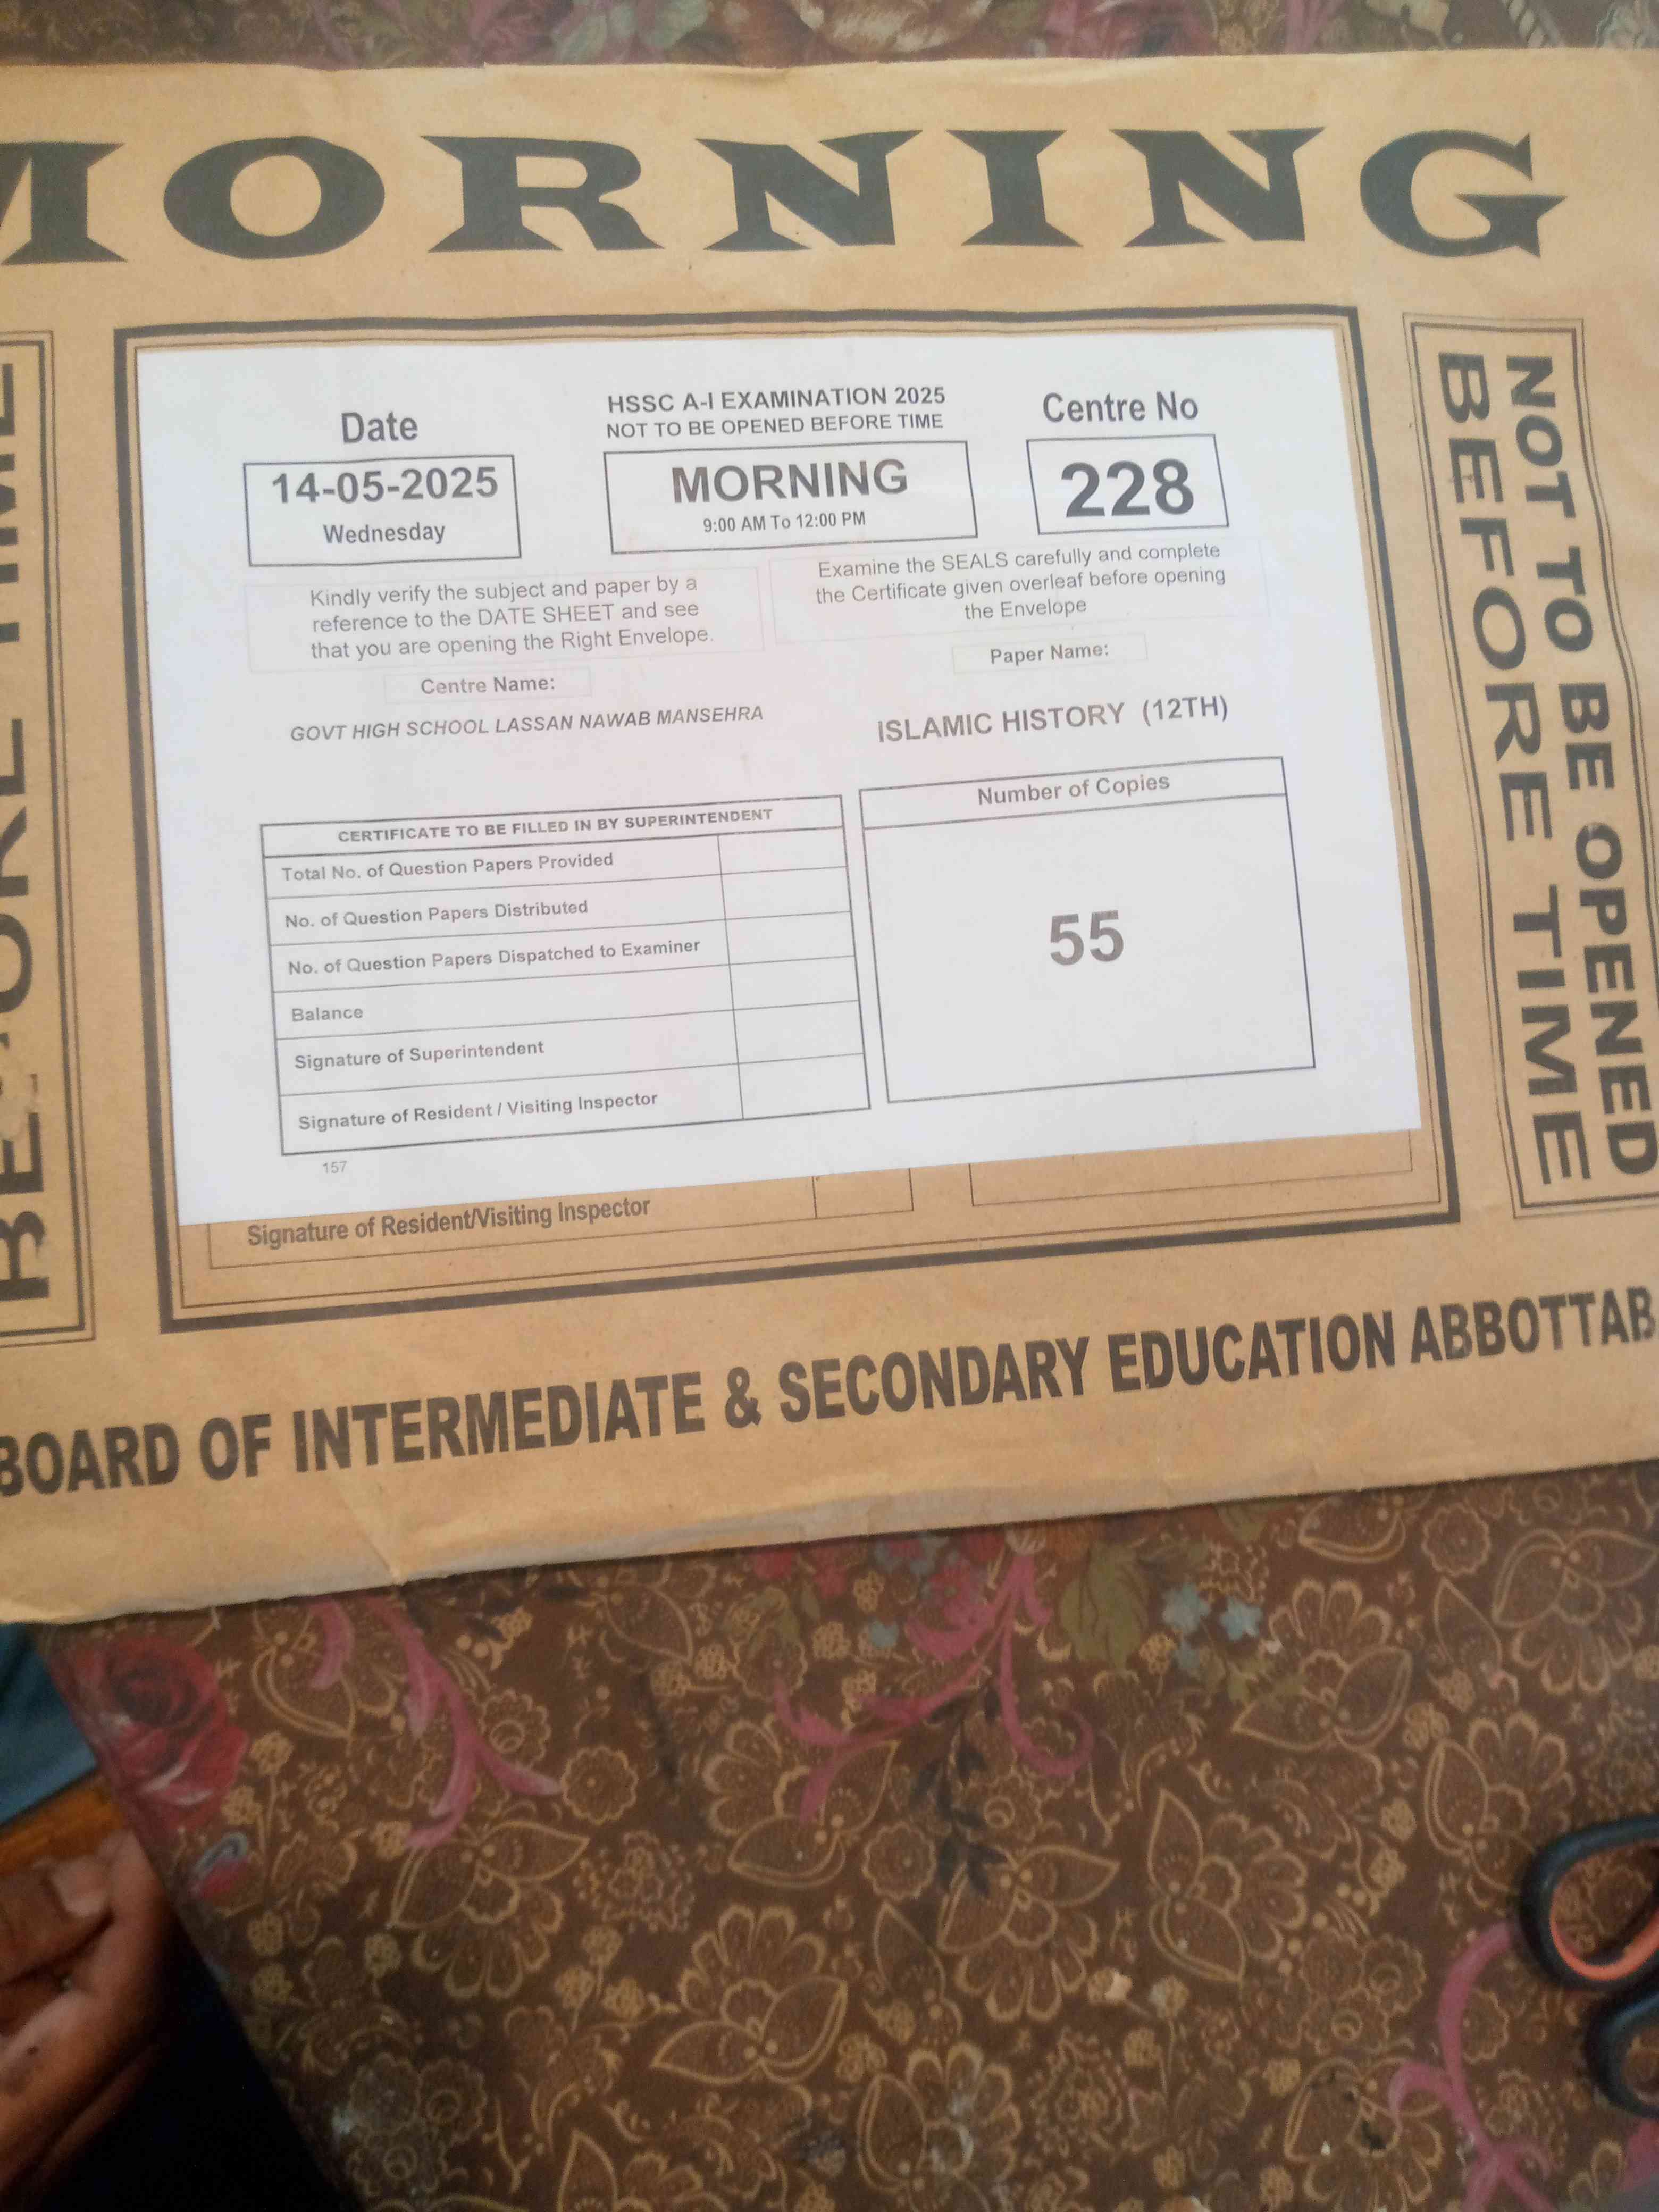 MORNING
BEFORE TIME
NOT TO BE OPENED
BEFORE TIME
Date
14-05-2025
Wednesday
HSSC A-I EXAMINATION 2025
NOT TO BE OPENED BEFORE TIME
MORNING
9:00 AM To 12:00 PM
Centre No
228
Kindly verify the subject and paper by a
reference to the DATE SHEET and see
that you are opening the Right Envelope.
Examine the SEALS carefully and complete
the Certificate given overleaf before opening
the Envelope
Centre Name:
GOVT HIGH SCHOOL LASSAN NAWAB MANSEHRA
Paper Name:
ISLAMIC HISTORY (12TH)
CERTIFICATE TO BE FILLED IN BY SUPERINTENDENT
Total No. of Question Papers Provided
No. of Question Papers Distributed
No. of Question Papers Dispatched to Examiner
Balance
Signature of Superintendent
Signature of Resident / Visiting Inspector
Number of Copies
55
157
Signature of Resident/Visiting Inspector
BOARD OF INTERMEDIATE & SECONDARY EDUCATION ABBOTTAB